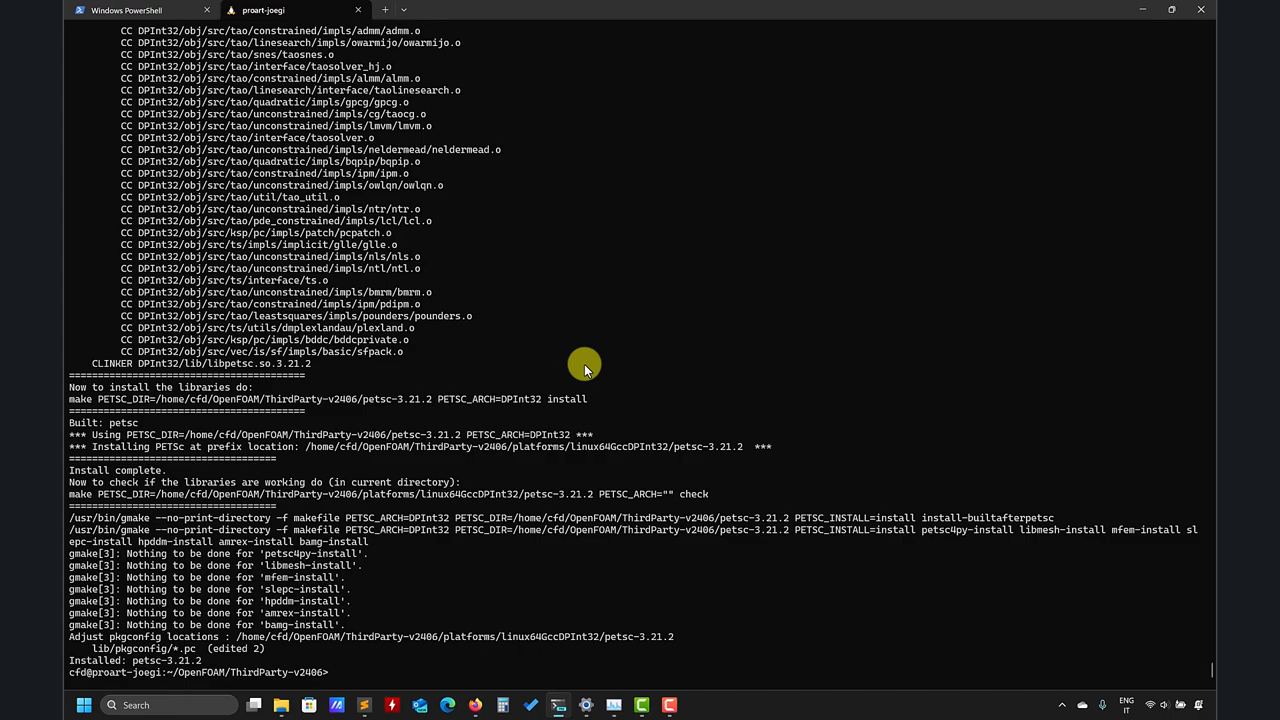 Windows PowerShell
proart-joegi
CC DPInt32/obj/src/tao/constrained/impls/admm/admm.o
CC DPInt32/obj/src/tao/linesearch/impls/owarmijo/owarmijo.o
CC DPInt32/obj/src/tao/snes/taosnes.o
CC DPInt32/obj/src/tao/interface/taosolver_hj.o
CC DPInt32/obj/src/tao/constrained/impls/almm/almm.o
CC DPInt32/obj/src/tao/linesearch/interface/taolinesearch.o
CC DPInt32/obj/src/tao/quadratic/impls/gpcg/gpcg.o
CC DPInt32/obj/src/tao/unconstrained/impls/cg/taocg.o
CC DPInt32/obj/src/tao/unconstrained/impls/lmvm/lmvm.o
CC DPInt32/obj/src/tao/interface/taosolver.o
CC DPInt32/obj/src/tao/unconstrained/impls/neldermead/neldermead.o
CC DPInt32/obj/src/tao/quadratic/impls/bqpip/bqpip.o
CC DPInt32/obj/src/tao/constrained/impls/ipm/ipm.o
CC DPInt32/obj/src/tao/unconstrained/impls/owlqn/owlqn.o
CC DPInt32/obj/src/tao/util/tao_util.o
CC DPInt32/obj/src/tao/unconstrained/impls/ntr/ntr.o
CC DPInt32/obj/src/tao/pde_constrained/impls/lcl/lcl.o
CC DPInt32/obj/src/ksp/pc/impls/patch/pcpatch.o
CC DPInt32/obj/src/ts/impls/implicit/glle/glle.o
CC DPInt32/obj/src/tao/unconstrained/impls/nls/nls.o
CC DPInt32/obj/src/tao/unconstrained/impls/ntl/ntl.o
CC DPInt32/obj/src/ts/interface/ts.o
CC DPInt32/obj/src/tao/unconstrained/impls/bmrm/bmrm.o
CC DPInt32/obj/src/tao/constrained/impls/ipm/pdipm.o
CC DPInt32/obj/src/tao/leastsquares/impls/pounders/pounders.o
CC DPInt32/obj/src/ts/utils/dmplexlandau/plexland.o
CC DPInt32/obj/src/ksp/pc/impls/bddc/bddcprivate.o
CC DPInt32/obj/src/vec/is/sf/impls/basic/sfpack.o
CLINKER DPInt32/lib/libpetsc.so.3.21.2
=========================================
Now to install the libraries do:
make PETSC_DIR=/home/cfd/OpenFOAM/ThirdParty-v2406/petsc-3.21.2 PETSC_ARCH=DPInt32 install
=========================================
Built: petsc
*** Using PETSC_DIR=/home/cfd/OpenFOAM/ThirdParty-v2406/petsc-3.21.2 PETSC_ARCH=DPInt32 ***
*** Installing PETSc at prefix location: /home/cfd/OpenFOAM/ThirdParty-v2406/platforms/linux64GccDPInt32/petsc-3.21.2  ***
====================================
Install complete.
Now to check if the libraries are working do (in current directory):
make PETSC_DIR=/home/cfd/OpenFOAM/ThirdParty-v2406/platforms/linux64GccDPInt32/petsc-3.21.2 PETSC_ARCH="" check
====================================
/usr/bin/gmake --no-print-directory -f makefile PETSC_ARCH=DPInt32 PETSC_DIR=/home/cfd/OpenFOAM/ThirdParty-v2406/petsc-3.21.2 PETSC_INSTALL=install install-builtafterpetsc
/usr/bin/gmake --no-print-directory -f makefile PETSC_ARCH=DPInt32 PETSC_DIR=/home/cfd/OpenFOAM/ThirdParty-v2406/petsc-3.21.2 PETSC_INSTALL=install petsc4py-install libmesh-install mfem-install sl
epc-install hpddm-install amrex-install bamg-install
gmake[3]: Nothing to be done for 'petsc4py-install'.
gmake[3]: Nothing to be done for 'libmesh-install'.
gmake[3]: Nothing to be done for 'mfem-install'.
gmake[3]: Nothing to be done for 'slepc-install'.
gmake[3]: Nothing to be done for 'hpddm-install'.
gmake[3]: Nothing to be done for 'amrex-install'.
gmake[3]: Nothing to be done for 'bamg-install'.
Adjust pkgconfig locations : /home/cfd/OpenFOAM/ThirdParty-v2406/platforms/linux64GccDPInt32/petsc-3.21.2
lib/pkgconfig/*.pc  (edited 2)
Installed: petsc-3.21.2
cfd@proart-joegi:~/OpenFOAM/ThirdParty-v2406>
Search
ENG
IT